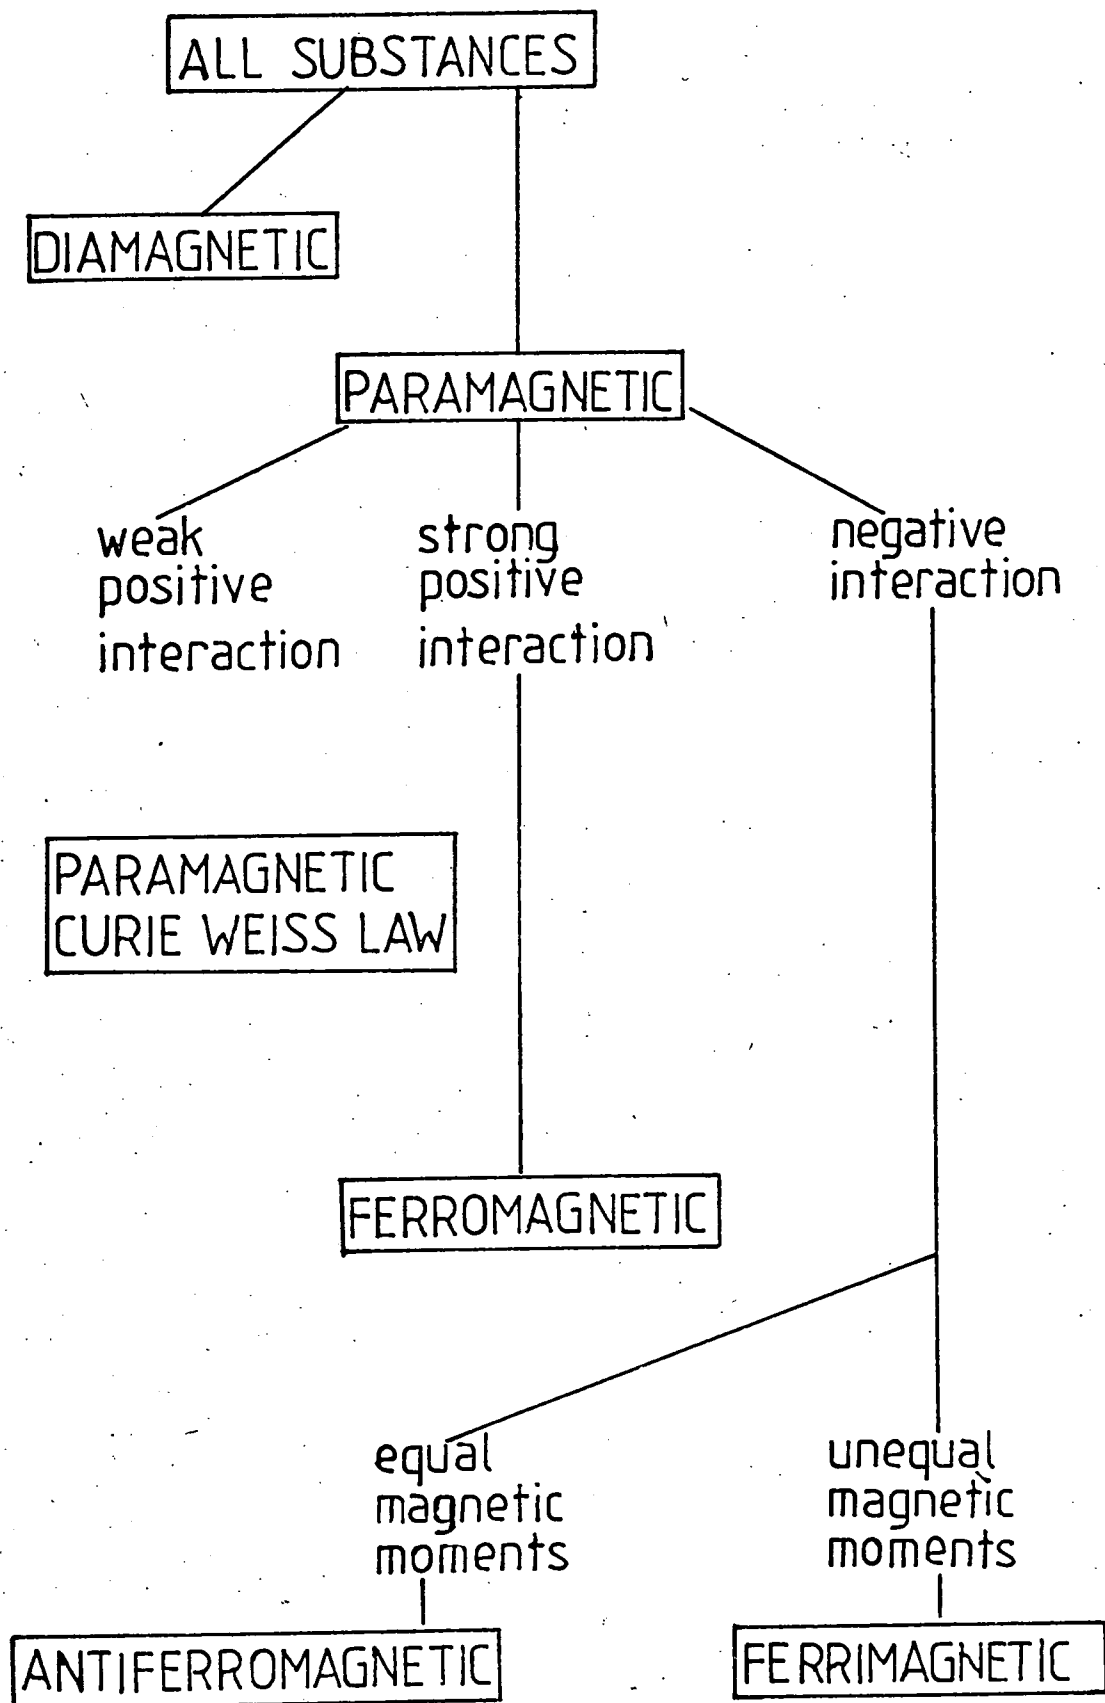 ALL SUBSTANCES
DIAMAGNETIC
PARAMAGNETIC
weak
positive
interaction
strong
positive
interaction
negative
interaction
PARAMAGNETIC
CURIE WEISS LAW
FERROMAGNETIC
equal
magnetic
moments
unequal
magnetic
moments
ANTIFERROMAGNETIC
FERRIMAGNETIC